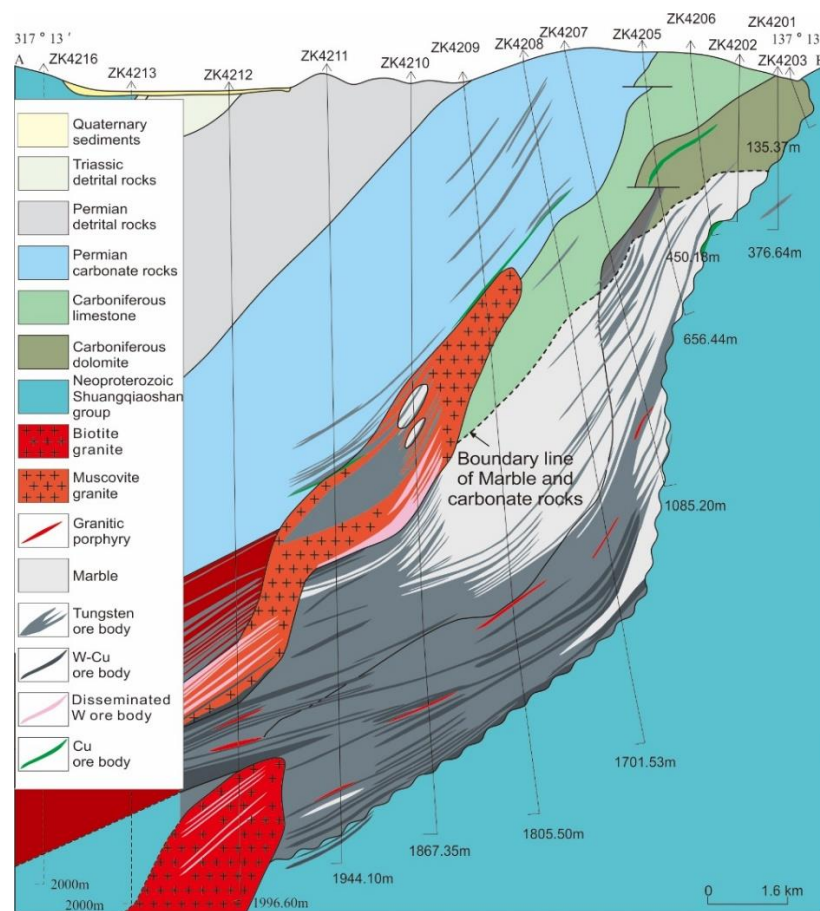 317 ° 13 ′
A
ZK4216
ZK4213
ZK4212
ZK4211
ZK4210
ZK4209
ZK4208
ZK4207
ZK4205
ZK4206
ZK4202
ZK4201
137 ° 13
ZK4203
Quaternary
sediments
Triassic
detrital rocks
Permian
detrital rocks
Permian
carbonate rocks
Carboniferous
limestone
Carboniferous
dolomite
Neoproterozoic
Shuangqiaoshan
group
Biotite
granite
Muscovite
granite
Granitic
porphyry
Marble
Tungsten
ore body
W-Cu
ore body
Disseminated
W ore body
Cu
ore body
135.37m
450.18m
376.64m
656.44m
Boundary line
of Marble and
carbonate rocks
1085.20m
1701.53m
1805.50m
1867.35m
1944.10m
2000m
2000m
1996.60m
0
1.6 km